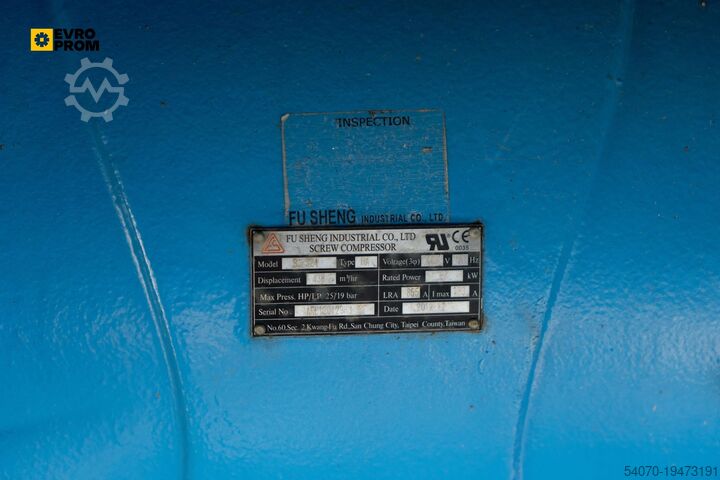 EVRO
PROM
INSPECTION
FU SHENG INDUSTRIAL CO., LTD.
FU SHENG INDUSTRIAL CO., LTD
SCREW COMPRESSOR
CE
0035
Model Type Voltage(3φ) V Hz
Displacement m³/hr Rated Power kW
Max Press. HP/LP 25/19 bar LRA A I max A
Serial No Date
No.60,Sec. 2,Kwang-Fu Rd.,San Chung City, Taipei County,Taiwan
54070-19473191